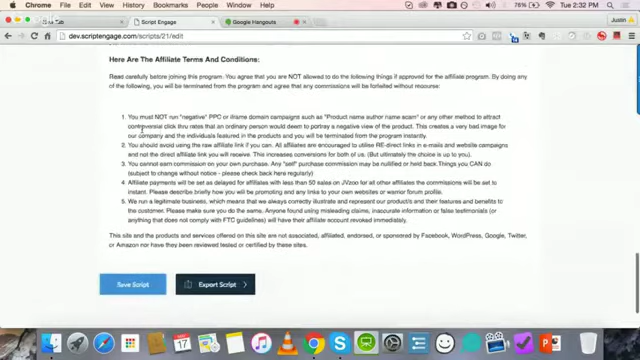 Chrome File Edit View History Bookmarks People Window Help
76% Tue 2:32 PM
Script Engage
Google Hangouts
Justin
dev.scriptengage.com/scripts/21/edit
Here Are The Affiliate Terms And Conditions:
Read carefully before joining this program. You agree that you are NOT allowed to do the following things if approved for the affiliate program. By doing any
of the following, you will be terminated from the program and agree that any commissions will be forfeited without recourse:
1. You must NOT run "negative" PPC or iframe domain campaigns such as "Product name author name scam" or any other method to attract
controversial click thru rates that an ordinary person would deem to portray a negative view of the product. This creates a very bad image for
our company and the individuals featured in the products and you will be terminated from the program instantly.
2. You should avoid using the raw affiliate link if you can. All affiliates are encouraged to utilize RE-direct links in e-mails and website campaigns
and not the direct affiliate link you will receive. This increases conversions for both of us. (But ultimately the choice is up to you).
3. You cannot earn commission on your own purchase. Any "self" purchase commission may be nullified or held back. Things you CAN do
(subject to change without notice - please check back here regularly)
4. Affiliate payments will be set as delayed for affiliates with less than 50 sales on JVzoo for all other affiliates the commissions will be set to
instant. Please describe briefly how you will be promoting and any links to your own websites or warrior forum profile.
5. We run a legitimate business, which means that we always correctly illustrate and represent our product/s and their features and benefits to
the customer. Please make sure you do the same. Anyone found using misleading claims, inaccurate information or false testimonials (or
anything that does not comply with FTC guidelines) will have their affiliate account revoked immediately.
This site and the products and services offered on this site are not associated, affiliated, endorsed, or sponsored by Facebook, WordPress, Google, Twitter,
or Amazon nor have they been reviewed tested or certified by these sites.
Save Script
Export Script
17